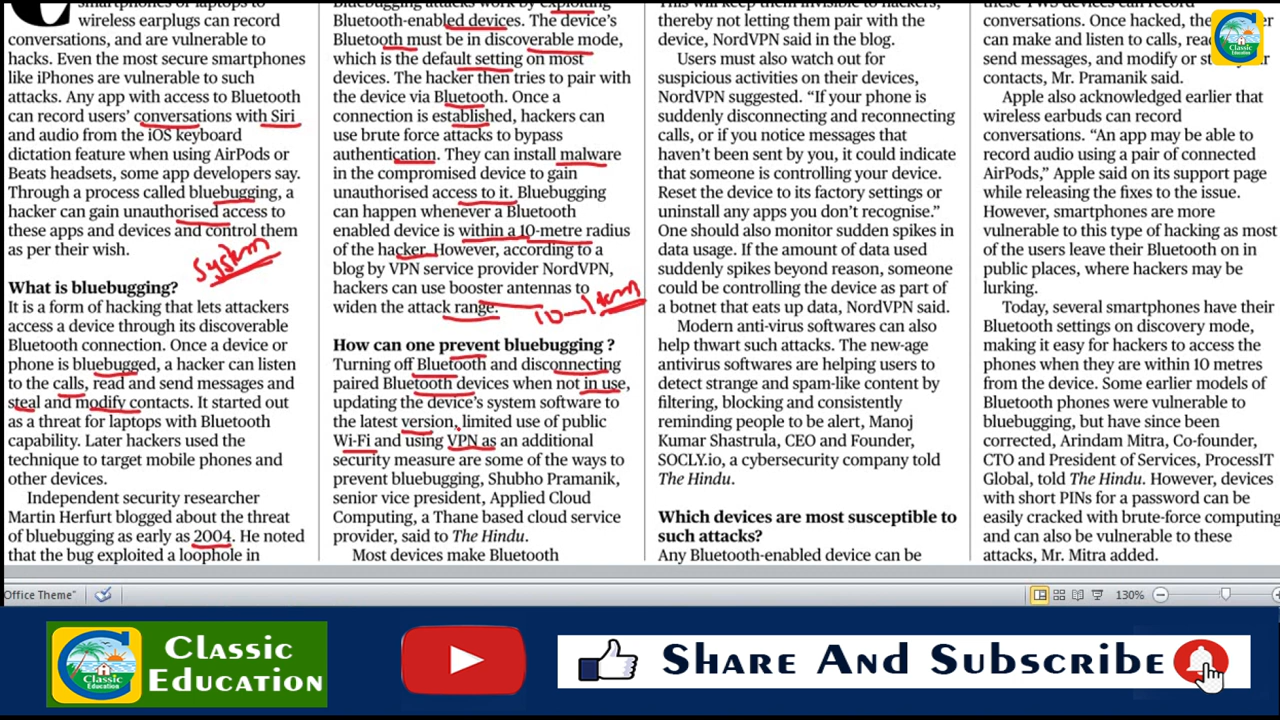 smartphones or laptops to
wireless earplugs can record
conversations, and are vulnerable to
hacks. Even the most secure smartphones
like iPhones are vulnerable to such
attacks. Any app with access to Bluetooth
can record users' conversations with Siri
and audio from the iOS keyboard
dictation feature when using AirPods or
Beats headsets, some app developers say.
Through a process called bluebugging, a
hacker can gain unauthorised access to
these apps and devices and control them
as per their wish.
System
What is bluebugging?
It is a form of hacking that lets attackers
access a device through its discoverable
Bluetooth connection. Once a device or
phone is bluebugged, a hacker can listen
to the calls, read and send messages and
steal and modify contacts. It started out
as a threat for laptops with Bluetooth
capability. Later hackers used the
technique to target mobile phones and
other devices.
Independent security researcher
Martin Herfurt blogged about the threat
of bluebugging as early as 2004. He noted
that the bug exploited a loophole in
Bluebugging attacks work by exploiting
Bluetooth-enabled devices. The device's
Bluetooth must be in discoverable mode,
which is the default setting on most
devices. The hacker then tries to pair with
the device via Bluetooth. Once a
connection is established, hackers can
use brute force attacks to bypass
authentication. They can install malware
in the compromised device to gain
unauthorised access to it. Bluebugging
can happen whenever a Bluetooth
enabled device is within a 10-metre radius
of the hacker. However, according to a
blog by VPN service provider NordVPN,
hackers can use booster antennas to
widen the attack range.
10-1 km
How can one prevent bluebugging ?
Turning off Bluetooth and disconnecting
paired Bluetooth devices when not in use,
updating the device's system software to
the latest version, limited use of public
Wi-Fi and using VPN as an additional
security measure are some of the ways to
prevent bluebugging, Shubho Pramanik,
senior vice president, Applied Cloud
Computing, a Thane based cloud service
provider, said to The Hindu.
Most devices make Bluetooth
This will keep them invisible to hackers,
thereby not letting them pair with the
device, NordVPN said in the blog.
Users must also watch out for
suspicious activities on their devices,
NordVPN suggested. “If your phone is
suddenly disconnecting and reconnecting
calls, or if you notice messages that
haven't been sent by you, it could indicate
that someone is controlling your device.
Reset the device to its factory settings or
uninstall any apps you don't recognise.”
One should also monitor sudden spikes in
data usage. If the amount of data used
suddenly spikes beyond reason, someone
could be controlling the device as part of
a botnet that eats up data, NordVPN said.
Modern anti-virus softwares can also
help thwart such attacks. The new-age
antivirus softwares are helping users to
detect strange and spam-like content by
filtering, blocking and consistently
reminding people to be alert, Manoj
Kumar Shastrula, CEO and Founder,
SOCLY.io, a cybersecurity company told
The Hindu.
Which devices are most susceptible to
such attacks?
Any Bluetooth-enabled device can be
these TWS devices can record
conversations. Once hacked, the
can make and listen to calls, read
send messages, and modify or steal your
contacts, Mr. Pramanik said.
Apple also acknowledged earlier that
wireless earbuds can record
conversations. “An app may be able to
record audio using a pair of connected
AirPods,” Apple said on its support page
while releasing the fixes to the issue.
However, smartphones are more
vulnerable to this type of hacking as most
of the users leave their Bluetooth on in
public places, where hackers may be
lurking.
Today, several smartphones have their
Bluetooth settings on discovery mode,
making it easy for hackers to access the
phones when they are within 10 metres
from the device. Some earlier models of
Bluetooth phones were vulnerable to
bluebugging, but have since been
corrected, Arindam Mitra, Co-founder,
CTO and President of Services, ProcessIT
Global, told The Hindu. However, devices
with short PINs for a password can be
easily cracked with brute-force computing
and can also be vulnerable to these
attacks, Mr. Mitra added.
Classic
Education
Office Theme”
130%
Classic
Education
Classic
Education
Share And Subscribe